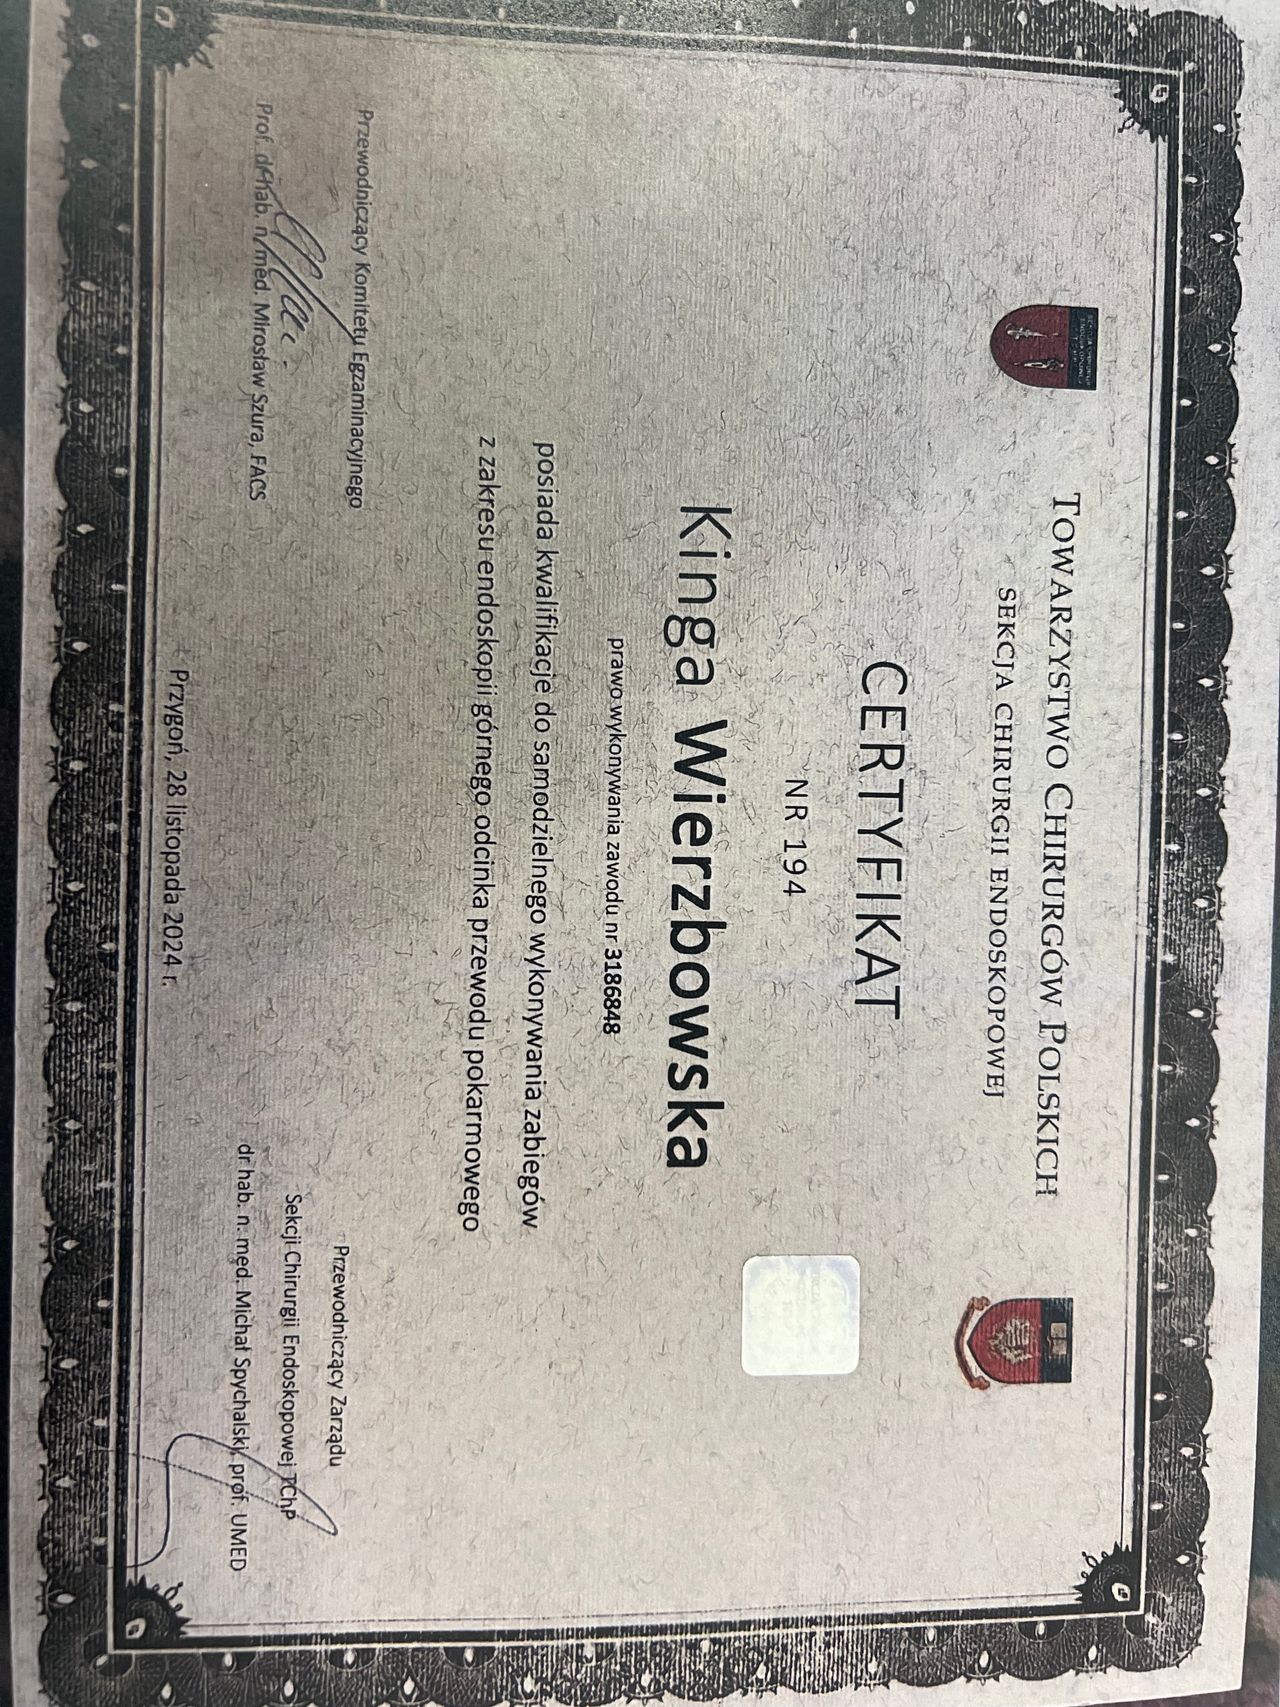 TOWARZYSTWO CHIRURGÓW POLSKICH
SEKCJA CHIRURGII ENDOSKOPOWEJ
CERTYFIKAT
NR 194
Kinga Wierzbowska
prawo wykonywania zawodu nr 3186848
posiada kwalifikacje do samodzielnego wykonywania zabiegów
z zakresu endoskopii górnego odcinka przewodu pokarmowego
Przewodniczący Komitetu Egzaminacyjnego
Prof. dr hab. n. med. Mirosław Szura, FACS
Przewodniczący Zarządu
Sekcji Chirurgii Endoskopowej TChP
dr hab. n. med. Michał Spychalski, prof. UMED
Przygoń, 28 listopada 2024 r.